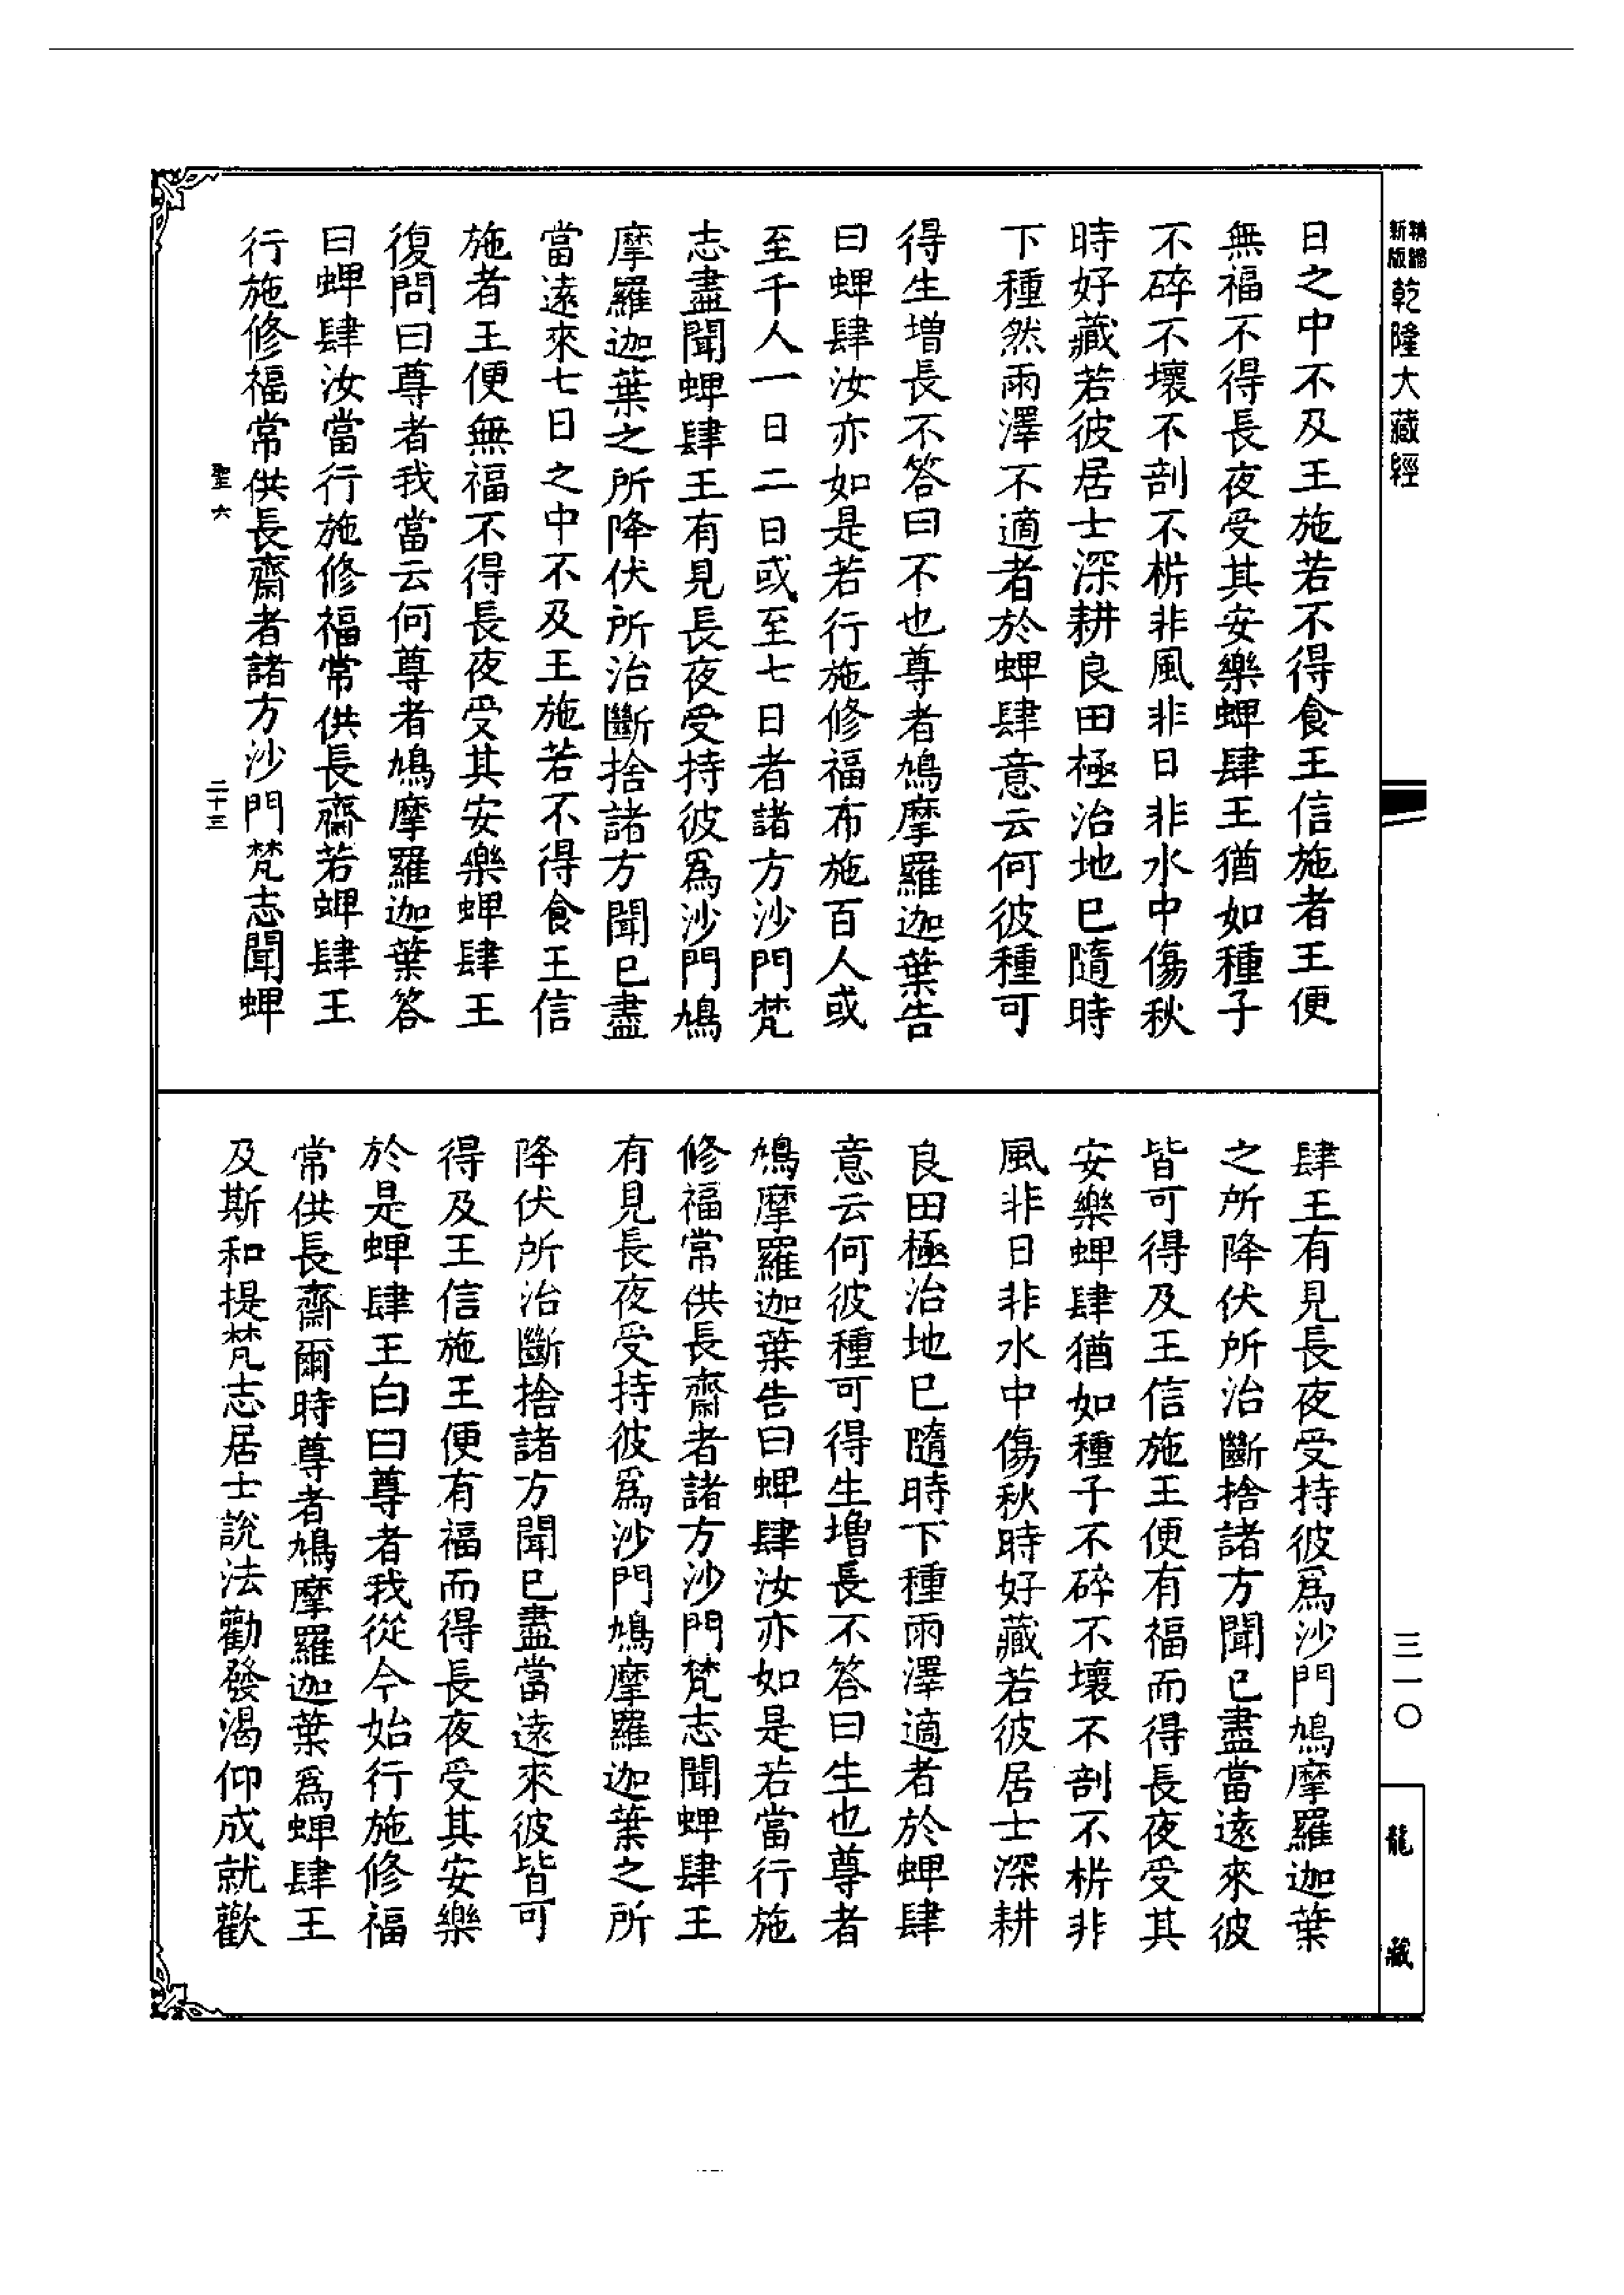 新版
精體
乾隆大藏經
日之中不及王施若不得食王信施者王便
無福不得長夜受其安樂蜱肆王猶如種子
不碎不壞不剖不㭊非風非日非水中傷秋
時好藏若彼居士深耕良田極治地已隨時
下種然雨澤不適者於蜱肆意云何彼種可
得生增長不答曰不也尊者鳩摩羅迦葉告
曰蜱肆汝亦如是若行施修福布施百人或
至千人一日二日或至七日者諸方沙門梵
志盡聞蜱肆王有見長夜受持彼為沙門鳩
摩羅迦葉之所降伏所治斷捨諸方聞已盡
當遠來七日之中不及王施若不得食王信
施者王便無福不得長夜受其安樂蜱肆王
復問曰尊者我當云何尊者鳩摩羅迦葉答
曰蜱肆汝當行施修福常供長齋若蜱肆王
行施修福常供長齋者諸方沙門梵志聞蜱
聖六
二十三
肆王有見長夜受持彼為沙門鳩摩羅迦葉
之所降伏所治斷捨諸方聞已盡當遠來彼
皆可得及王信施王便有福而得長夜受其
安樂蜱肆猶如種子不碎不壞不剖不㭊非
風非日非水中傷秋時好藏若彼居士深耕
良田極治地已隨時下種雨澤適者於蜱肆
意云何彼種可得生增長不答曰生也尊者
鳩摩羅迦葉告曰蜱肆汝亦如是若當行施
修福常供長齋者諸方沙門梵志聞蜱肆王
有見長夜受持彼為沙門鳩摩羅迦葉之所
降伏所治斷捨諸方聞已盡當遠來彼皆可
得及王信施王便有福而得長夜受其安樂
於是蜱肆王白曰尊者我從今始行施修福
常供長齋爾時尊者鳩摩羅迦葉為蜱肆王
及斯和提梵志居士說法勸發渴仰成就歡
三一〇
龍藏